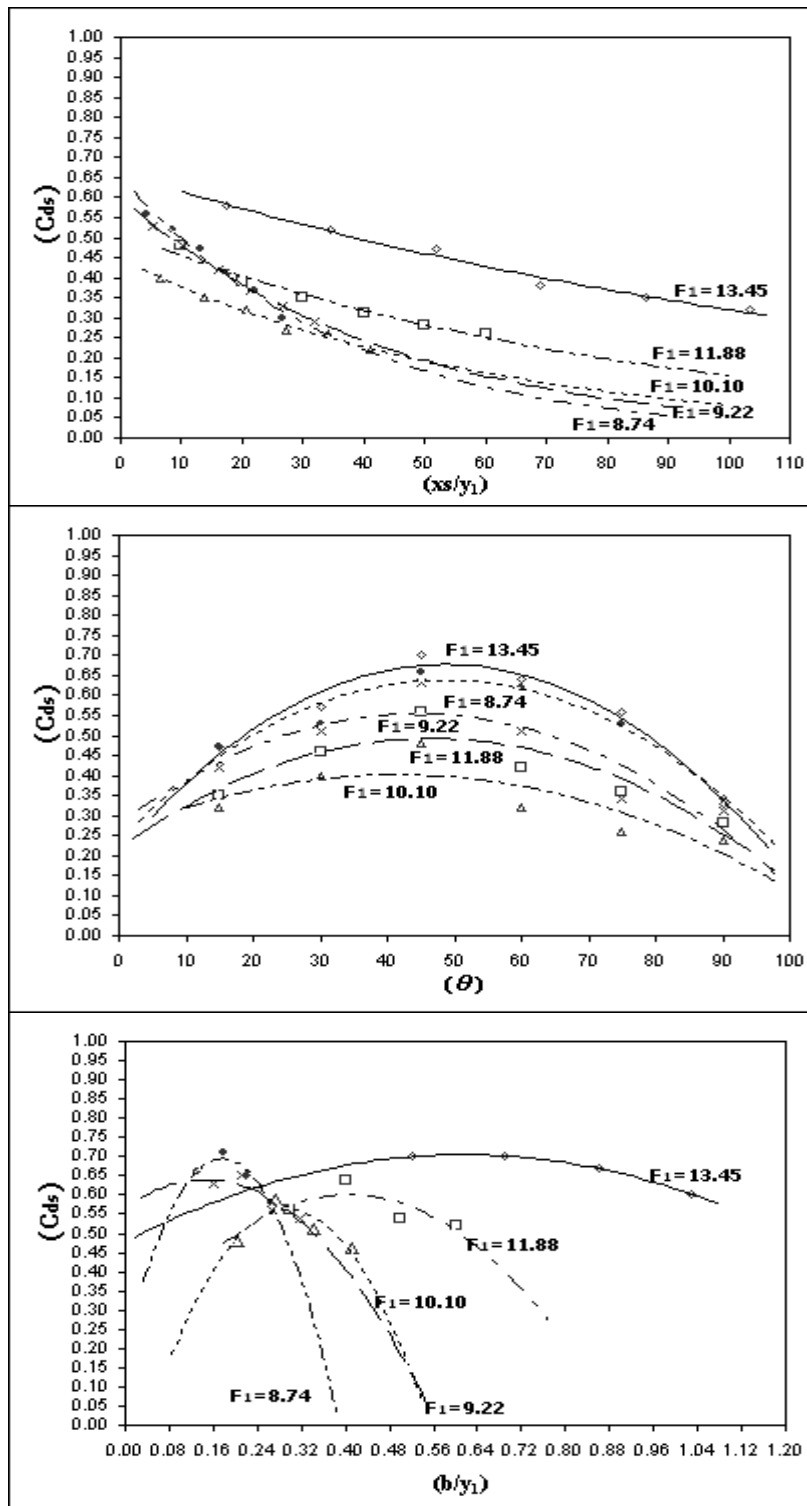 1.00
0.95
0.90
0.85
0.80
0.75
0.70
0.65
0.60
0.55
0.50
0.45
0.40
0.35
0.30
0.25
0.20
0.15
0.10
0.05
0.00
(Cds)
F1=13.45
F1=11.88
F1=10.10
F1=9.22
F1=8.74
0 10 20 30 40 50 60 70 80 90 100 110
(xs/y1)
1.00
0.95
0.90
0.85
0.80
0.75
0.70
0.65
0.60
0.55
0.50
0.45
0.40
0.35
0.30
0.25
0.20
0.15
0.10
0.05
0.00
(Cds)
F1=13.45
F1=8.74
F1=9.22
F1=11.88
F1=10.10
0 10 20 30 40 50 60 70 80 90 100
(θ)
1.00
0.95
0.90
0.85
0.80
0.75
0.70
0.65
0.60
0.55
0.50
0.45
0.40
0.35
0.30
0.25
0.20
0.15
0.10
0.05
0.00
(Cds)
F1=13.45
F1=11.88
F1=10.10
F1=8.74
F1=9.22
0.00 0.08 0.16 0.24 0.32 0.40 0.48 0.56 0.64 0.72 0.80 0.88 0.96 1.04 1.12 1.20
(b/y1)